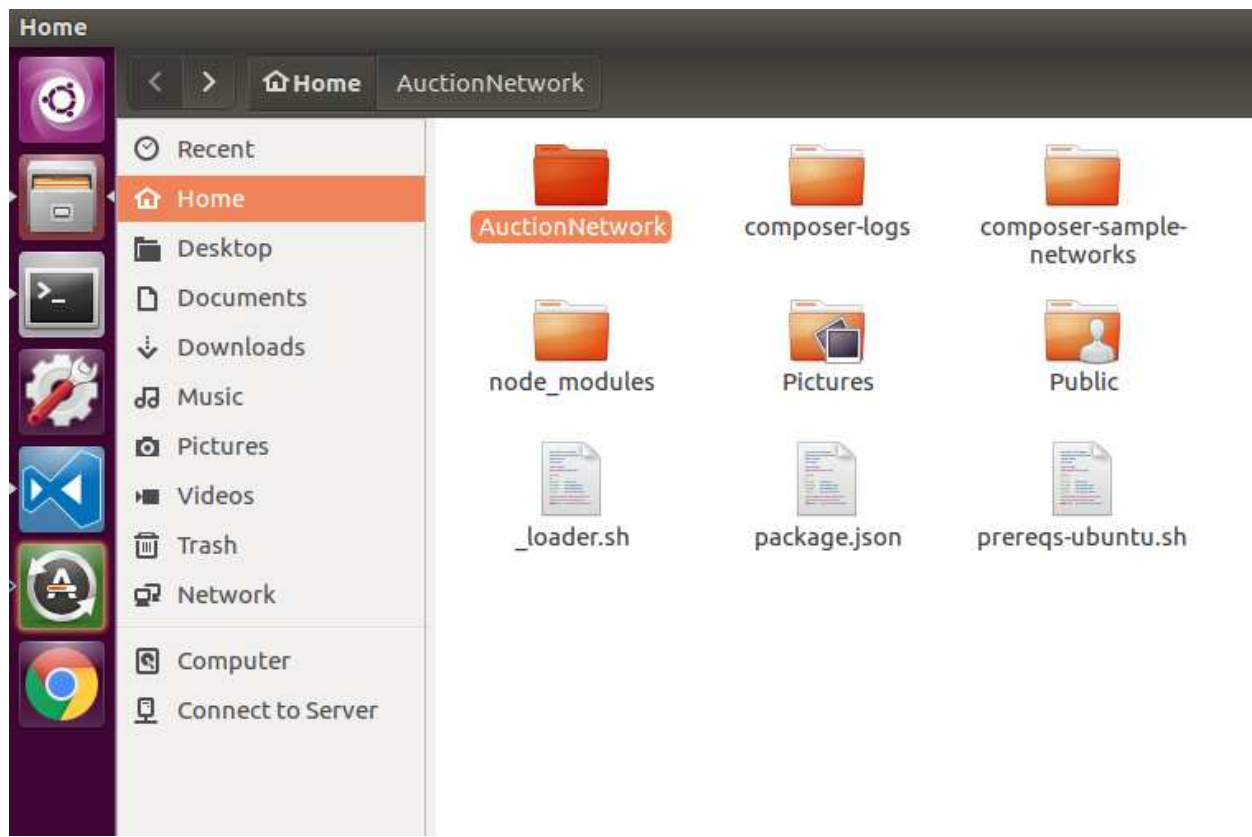 Home
Home AuctionNetwork
Recent
Home
Desktop
Documents
Downloads
Music
Pictures
Videos
Trash
Network
Computer
Connect to Server
AuctionNetwork
composer-logs
composer-sample-
networks
node_modules
Pictures
Public
_loader.sh
package.json
prereqs-ubuntu.sh